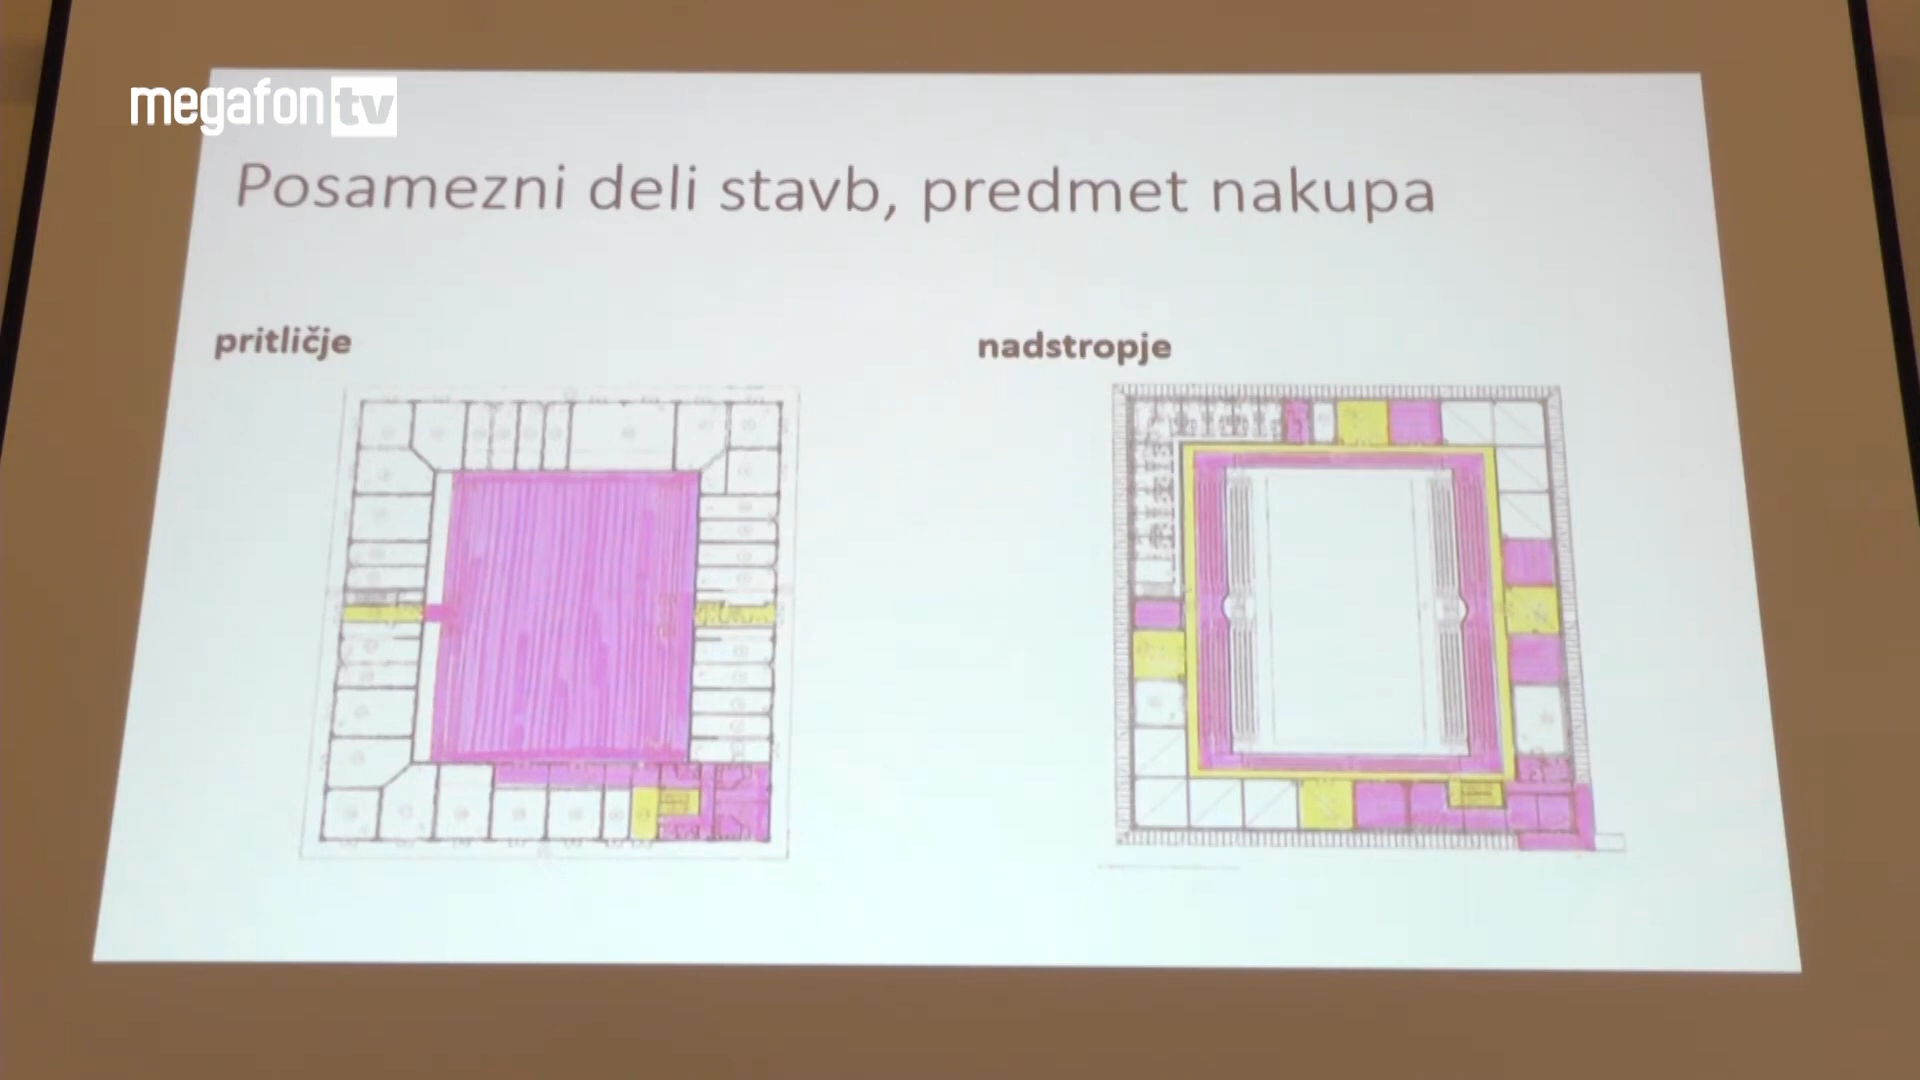 megafon tv
Posamezni deli stavb, predmet nakupa
pritličje
nadstropje